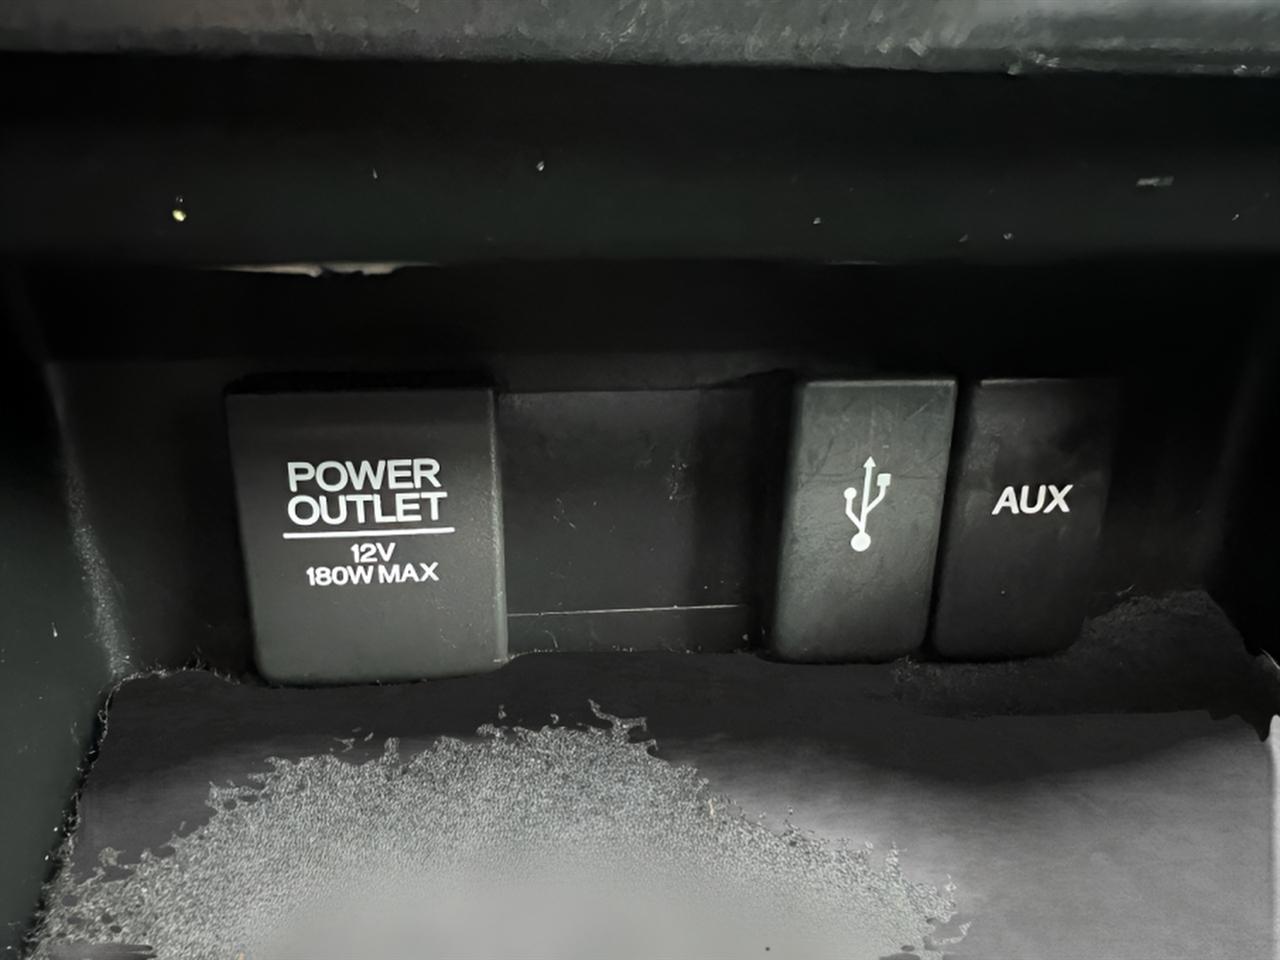 POWER
OUTLET
12V
180W MAX
AUX